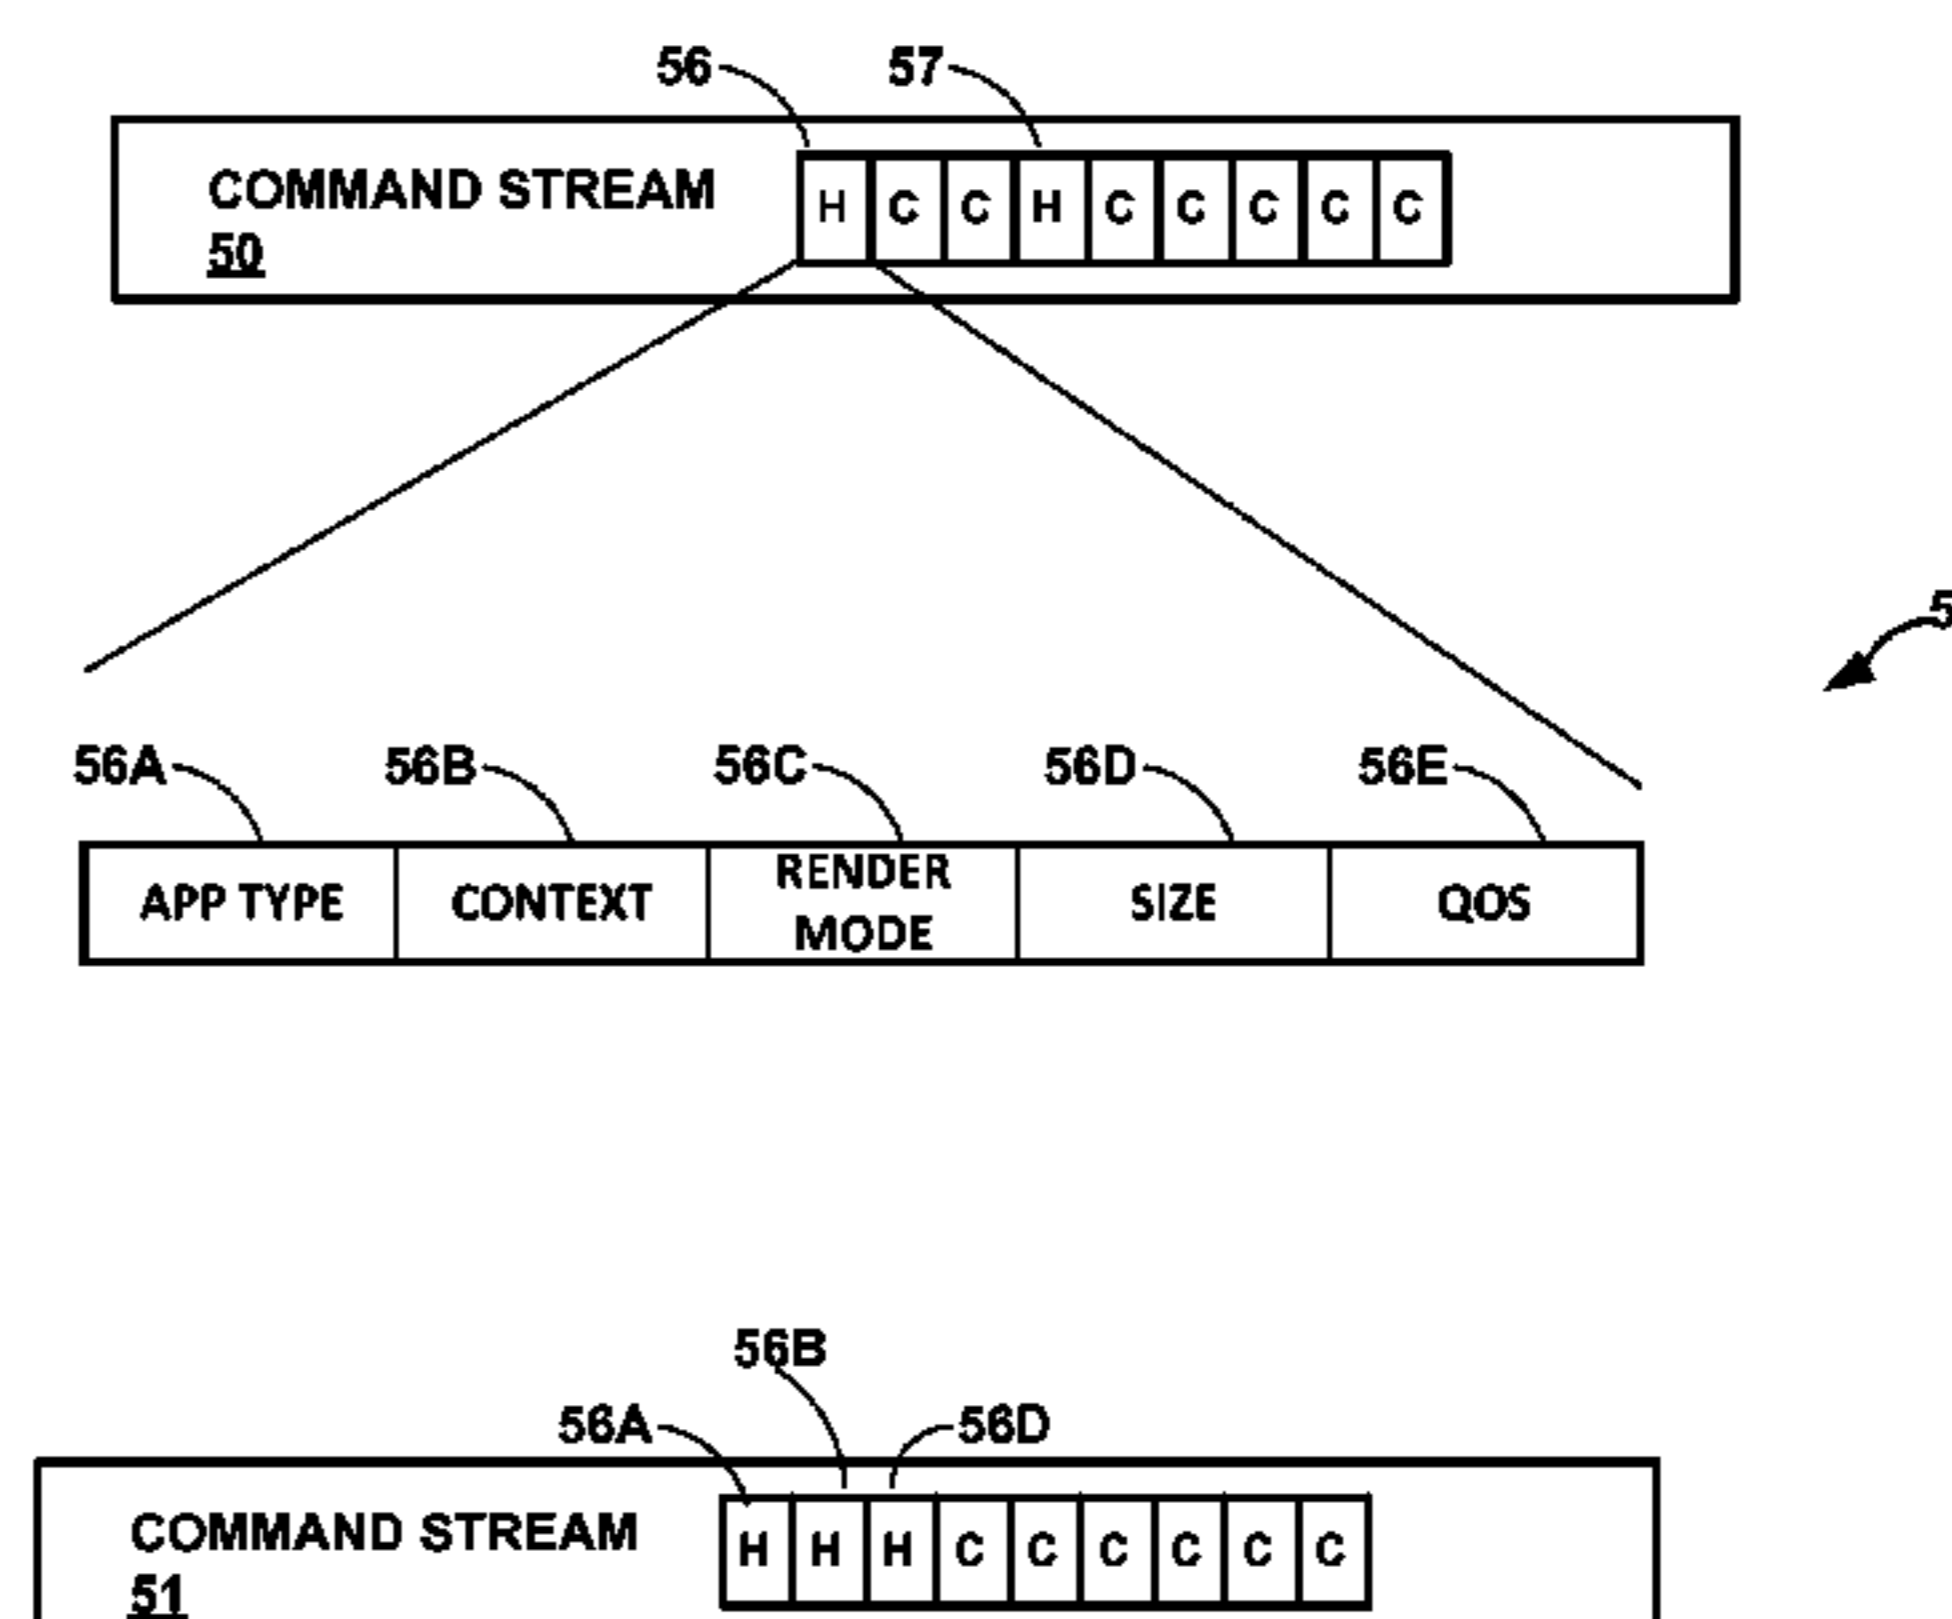 56 57
COMMAND STREAM
50
H C C H C C C C C
5
56A 56B 56C 56D 56E
APP TYPE CONTEXT RENDER MODE SIZE QOS
56B
56A 56D
COMMAND STREAM
51
H H H C C C C C C